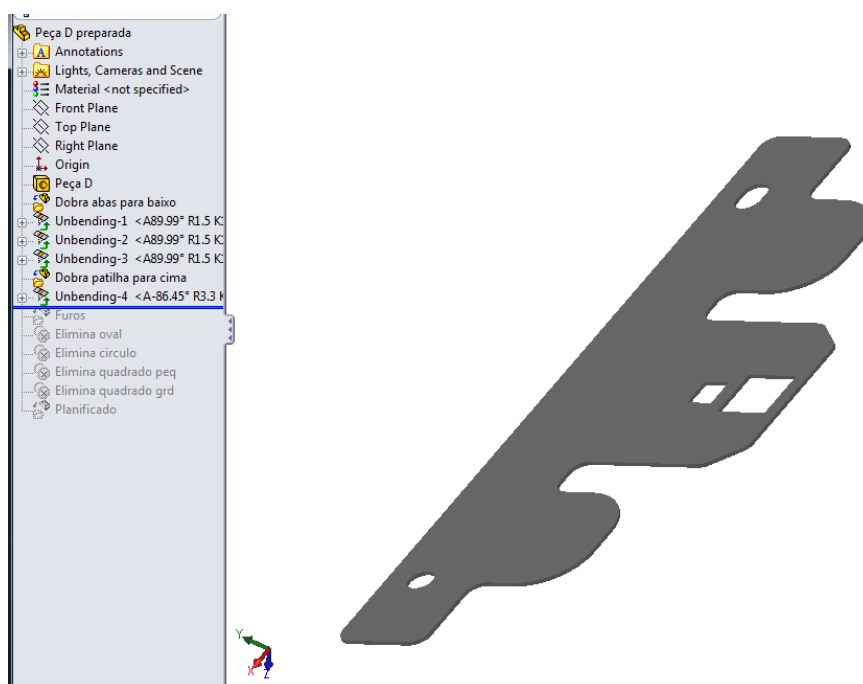 Peça D preparada
Annotations
Lights, Cameras and Scene
Material <not specified>
Front Plane
Top Plane
Right Plane
Origin
Peça D
Dobra abas para baixo
Unbending-1 <A89.99° R1.5 K
Unbending-2 <A89.99° R1.5 K
Unbending-3 <A89.99° R1.5 K
Dobra patilha para cima
Unbending-4 <A-86.45° R3.3 K
Furos
Elimina oval
Elimina circulo
Elimina quadrado peq
Elimina quadrado grd
Planificado
Y
X
Z